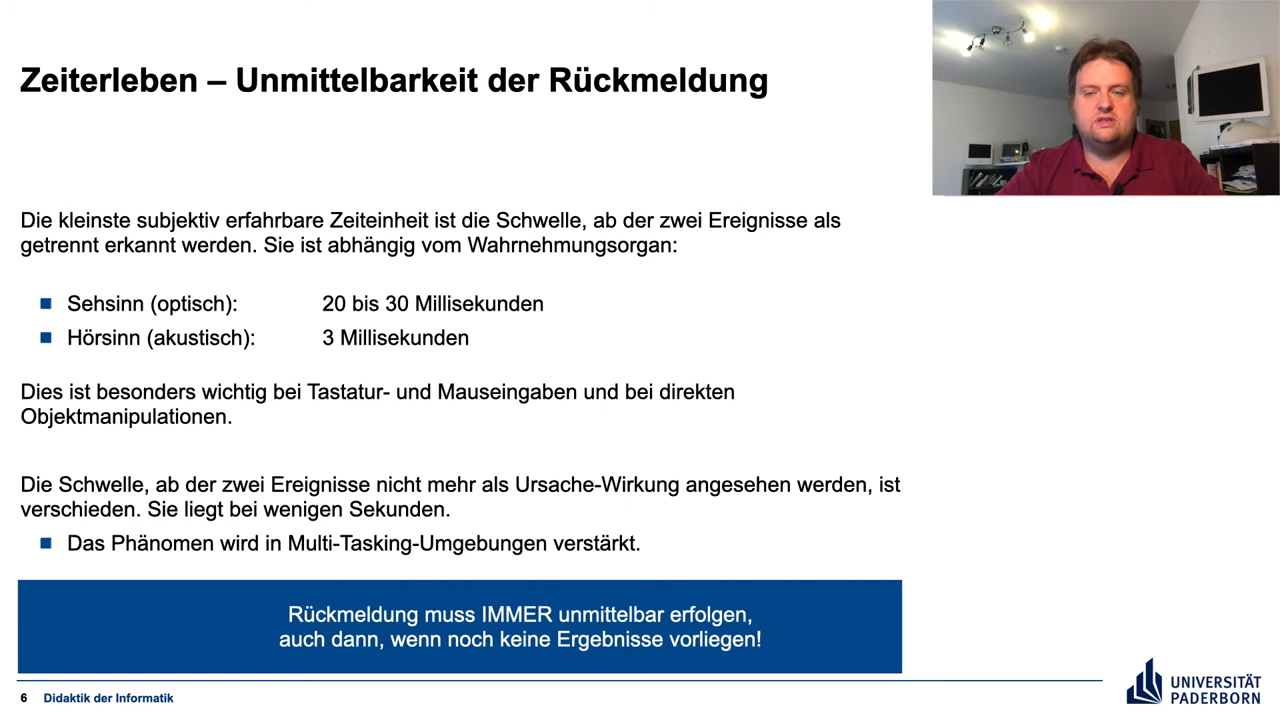 Zeiterleben – Unmittelbarkeit der Rückmeldung
Die kleinste subjektiv erfahrbare Zeiteinheit ist die Schwelle, ab der zwei Ereignisse als
getrennt erkannt werden. Sie ist abhängig vom Wahrnehmungsorgan:
Sehsinn (optisch): 20 bis 30 Millisekunden
Hörsinn (akustisch): 3 Millisekunden
Dies ist besonders wichtig bei Tastatur- und Mauseingaben und bei direkten
Objektmanipulationen.
Die Schwelle, ab der zwei Ereignisse nicht mehr als Ursache-Wirkung angesehen werden, ist
verschieden. Sie liegt bei wenigen Sekunden.
Das Phänomen wird in Multi-Tasking-Umgebungen verstärkt.
Rückmeldung muss IMMER unmittelbar erfolgen,
auch dann, wenn noch keine Ergebnisse vorliegen!
6 Didaktik der Informatik
UNIVERSITÄT
PADERBORN